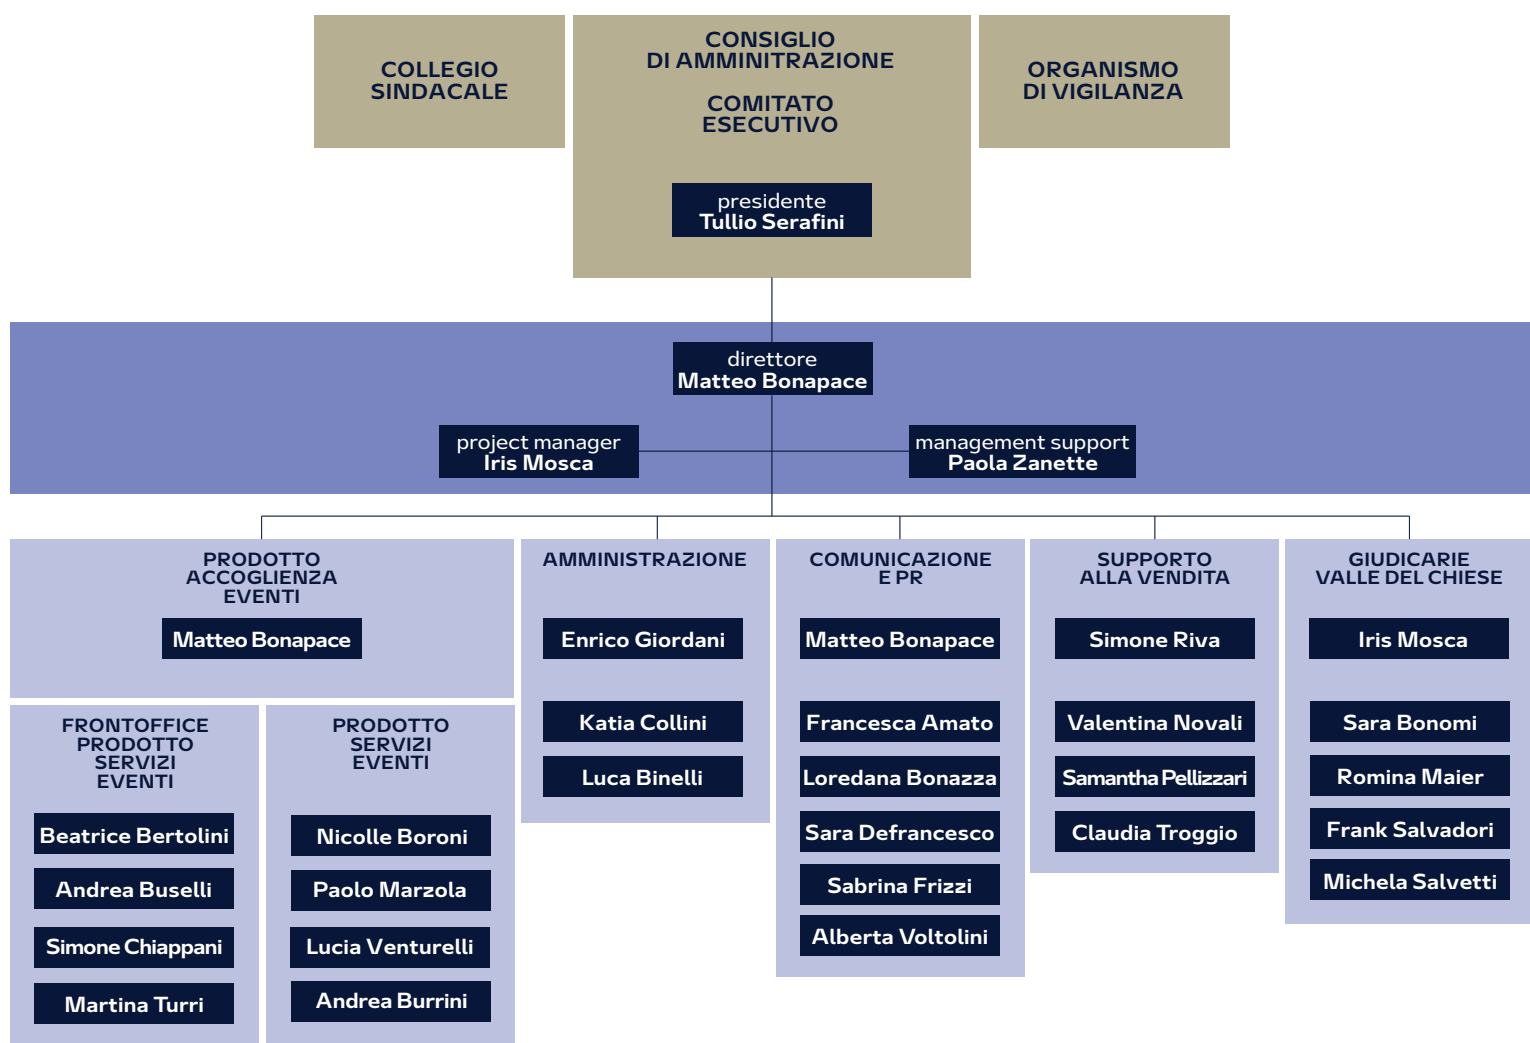 COLLEGIO
SINDACALE
CONSIGLIO
DI AMMINITRAZIONE
COMITATO
ESECUTIVO
presidente
Tullio Serafini
ORGANISMO
DI VIGILANZA
direttore
Matteo Bonapace
project manager
Iris Mosca
management support
Paola Zanette
PRODOTTO
ACCOGLIENZA
EVENTI
Matteo Bonapace
FRONTOFFICE
PRODOTTO
SERVIZI
EVENTI
Beatrice Bertolini
Andrea Buselli
Simone Chiappani
Martina Turri
PRODOTTO
SERVIZI
EVENTI
Nicolle Boroni
Paolo Marzola
Lucia Venturelli
Andrea Burrini
AMMINISTRAZIONE
Enrico Giordani
Katia Collini
Luca Binelli
COMUNICAZIONE
E PR
Matteo Bonapace
Francesca Amato
Loredana Bonazza
Sara Defrancesco
Sabrina Frizzi
Alberta Voltolini
SUPPORTO
ALLA VENDITA
Simone Riva
Valentina Novali
Samantha Pellizzari
Claudia Troggio
GIUDICARIE
VALLE DEL CHIESE
Iris Mosca
Sara Bonomi
Romina Maier
Frank Salvadori
Michela Salvetti